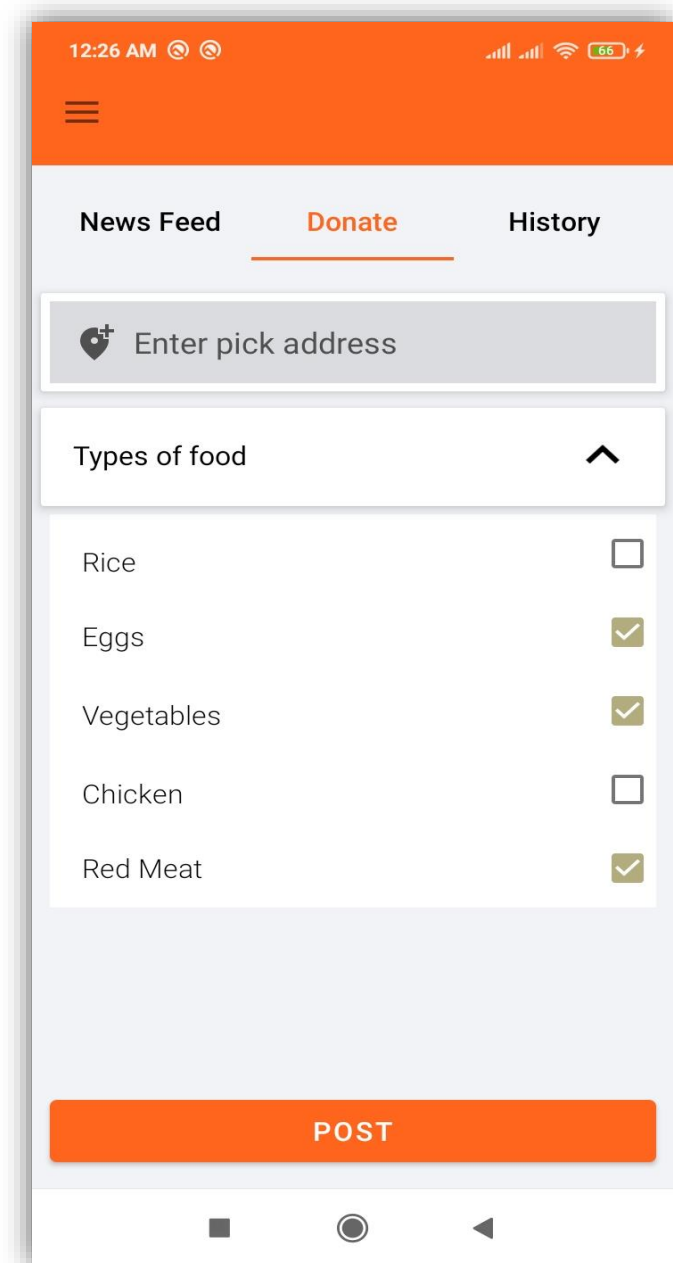 12:26 AM 66
News Feed Donate History
Enter pick address
Types of food
Rice
Eggs
Vegetables
Chicken
Red Meat
POST